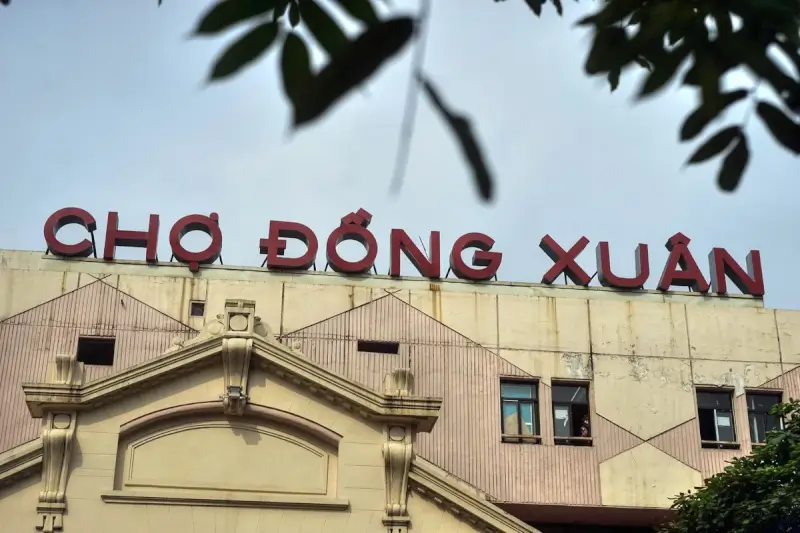 CHỢ ĐỒNG XUÂN